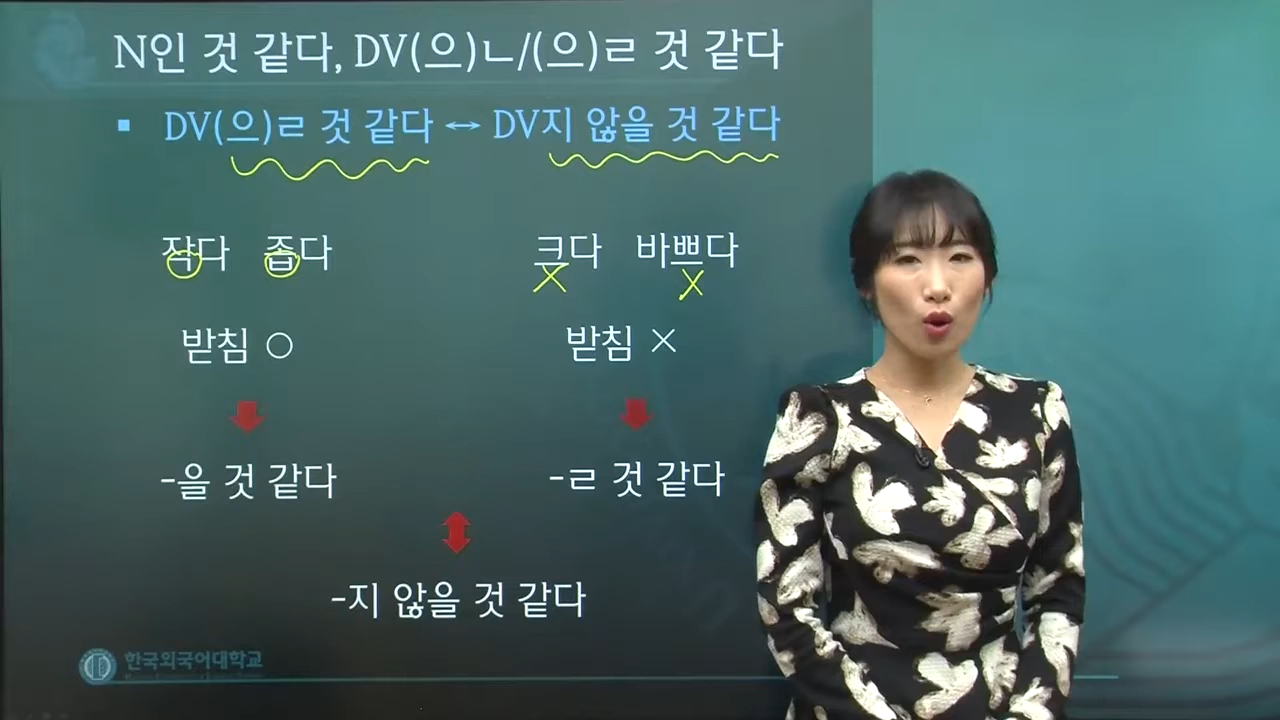 N인 것 같다, DV(으)ㄴ/(으)ㄹ 것 같다
▪ DV(으)ㄹ 것 같다 ↔ DV지 않을 것 같다
작다 좁다 크다 바쁘다
받침 ○ 받침 ×
-을 것 같다 -ㄹ 것 같다
-지 않을 것 같다
한국외국어대학교